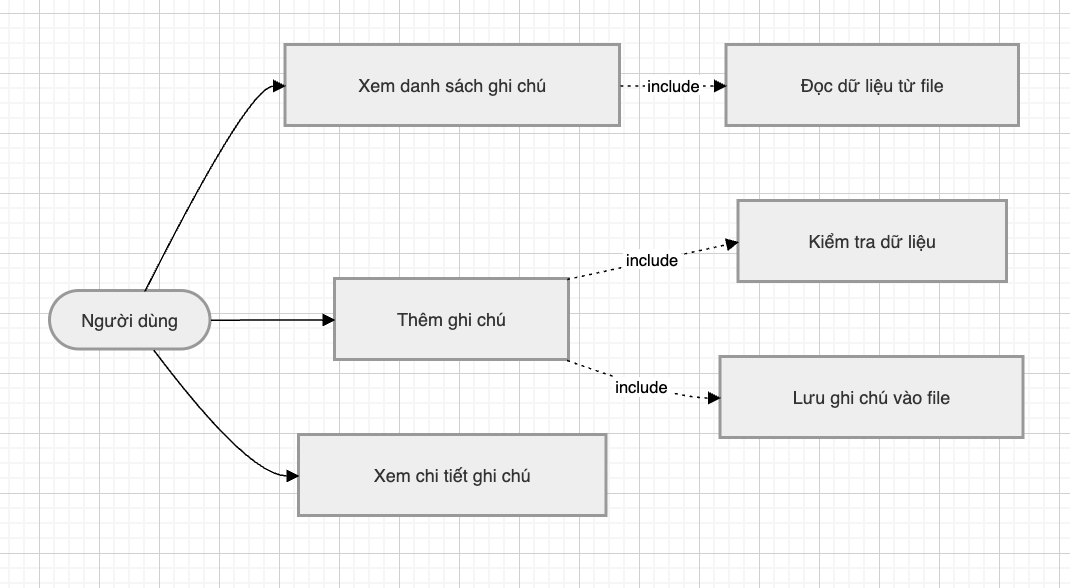 Xem danh sách ghi chú
include
Đọc dữ liệu từ file
Kiểm tra dữ liệu
include
Người dùng
Thêm ghi chú
include
Lưu ghi chú vào file
Xem chi tiết ghi chú